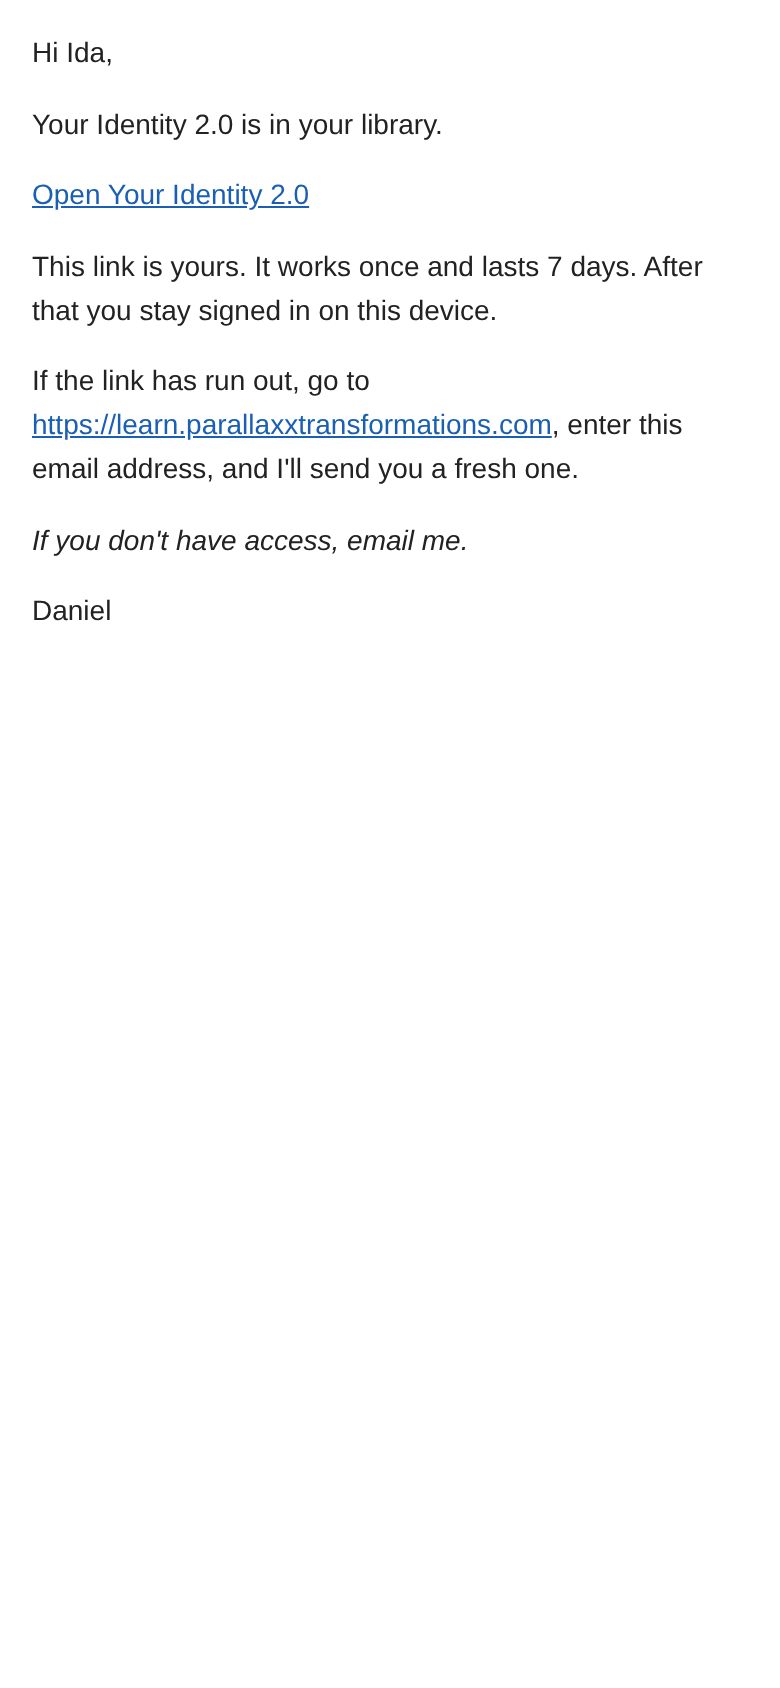 Hi Ida,
Your Identity 2.0 is in your library.
Open Your Identity 2.0
This link is yours. It works once and lasts 7 days. After
that you stay signed in on this device.
If the link has run out, go to
https://learn.parallaxxtransformations.com, enter this
email address, and I'll send you a fresh one.
If you don't have access, email me.
Daniel